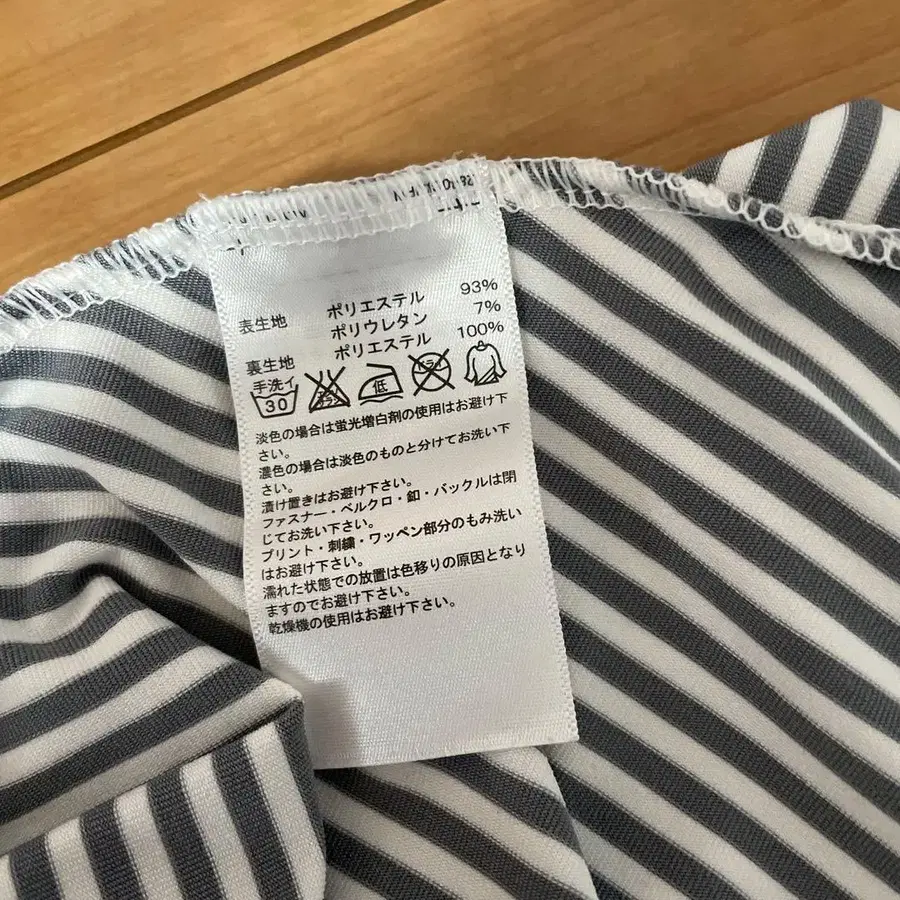 表生地 ポリエステル 93%
ポリウレタン 7%
裏生地 ポリエステル 100%
手洗イ
30 エンソサラシ 低 ドライ
淡色の場合は蛍光増白剤の使用はお避け下
さい。
濃色の場合は淡色のものと分けてお洗い下
さい。
漬け置きはお避け下さい。
ファスナー・ベルクロ・釦・バックルは閉
じてお洗い下さい。
プリント・刺繍・ワッペン部分のもみ洗い
はお避け下さい。
濡れた状態での放置は色移りの原因となり
ますのでお避け下さい。
乾燥機の使用はお避け下さい。